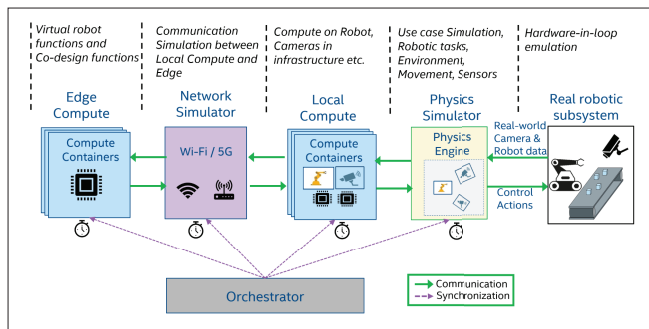 Virtual robot
functions and
Co-design functions
Communication
Simulation between
Local Compute and
Edge
Compute on Robot,
Cameras in
infrastructure etc.
Use case Simulation,
Robotic tasks,
Environment,
Movement, Sensors
Hardware-in-loop
emulation
Edge
Compute
Network
Simulator
Local
Compute
Physics
Simulator
Real robotic
subsystem
Compute
Containers
Wi-Fi / 5G
Compute
Containers
Physics
Engine
Real-world
Camera &
Robot data
Control
Actions
Orchestrator
Communication
Synchronization